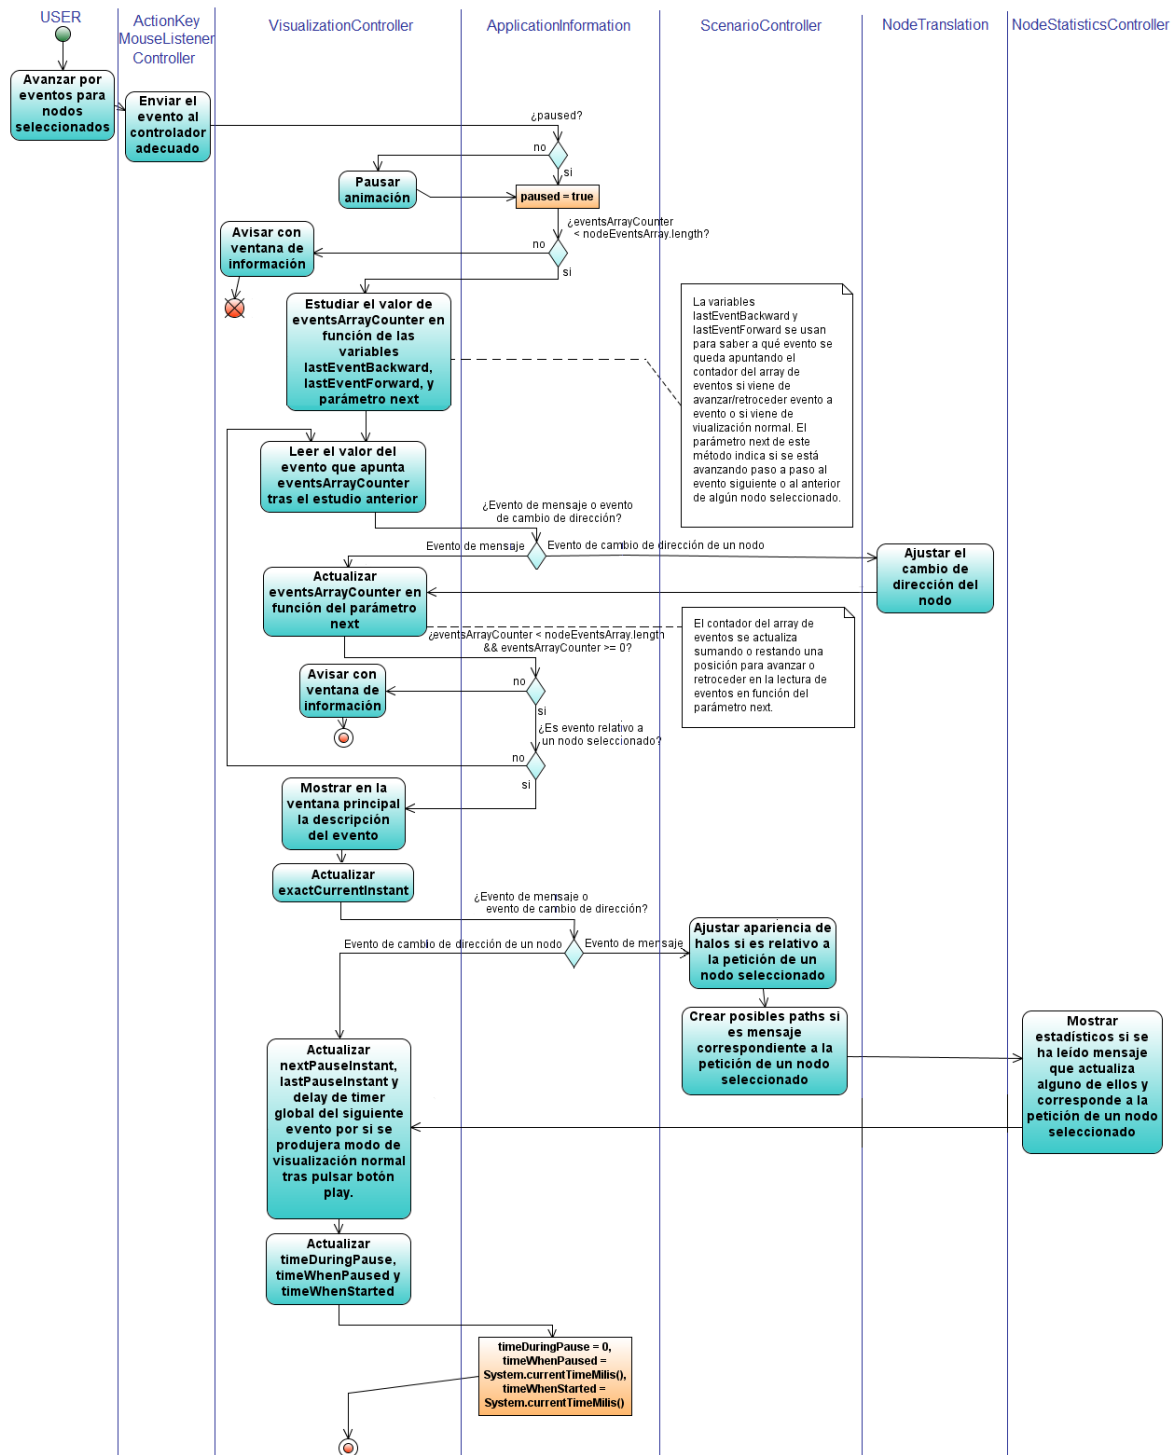 USER
ActionKey
MouseListener
Controller
VisualizationController
ApplicationInformation
ScenarioController
NodeTranslation
NodeStatisticsController
Avanzar por
eventos para
nodos
seleccionados
Enviar el
evento al
controlador
adecuado
¿paused?
no
si
Pausar
animación
paused = true
¿eventsArrayCounter
< nodeEventsArray.length?
no
si
Avisar con
ventana de
información
Estudiar el valor de
eventsArrayCounter en
función de las
variables
lastEventBackward,
lastEventForward, y
parámetro next
La variables
lastEventBackward y
lastEventForward se usan
para saber a qué evento se
queda apuntando el
contador del array de
eventos si viene de
avanzar/retroceder evento a
evento o si viene de
viualización normal. El
parámetro next de este
método indica si se está
avanzando paso a paso al
evento siguiente o al anterior
de algún nodo seleccionado.
Leer el valor del
evento que apunta
eventsArrayCounter
tras el estudio anterior
¿Evento de mensaje o evento
de cambio de dirección?
Evento de mensaje
Evento de cambio de dirección de un nodo
Ajustar el
cambio de
dirección del
nodo
Actualizar
eventsArrayCounter en
función del parámetro
next
El contador del array de
eventos se actualiza
sumando o restando una
posición para avanzar o
retroceder en la lectura de
eventos en función del
parámetro next.
¿eventsArrayCounter < nodeEventsArray.length
&& eventsArrayCounter >= 0?
no
si
Avisar con
ventana de
información
¿Es evento relativo a
un nodo seleccionado?
no
si
Mostrar en la
ventana principal
la descripción
del evento
Actualizar
exactCurrentInstant
¿Evento de mensaje o
evento de cambio de dirección?
Evento de cambio de dirección de un nodo
Evento de mensaje
Ajustar apariencia de
halos si es relativo a
la petición de un
nodo seleccionado
Crear posibles paths si
es mensaje
correspondiente a la
petición de un nodo
seleccionado
Mostrar
estadísticos si se
ha leído mensaje
que actualiza
alguno de ellos y
corresponde a la
petición de un nodo
seleccionado
Actualizar
nextPauseInstant,
lastPauseInstant y
delay de timer
global del siguiente
evento por si se
produjera modo de
visualización normal
tras pulsar botón
play.
Actualizar
timeDuringPause,
timeWhenPaused y
timeWhenStarted
timeDuringPause = 0,
timeWhenPaused =
System.currentTimeMilis(),
timeWhenStarted =
System.currentTimeMilis()